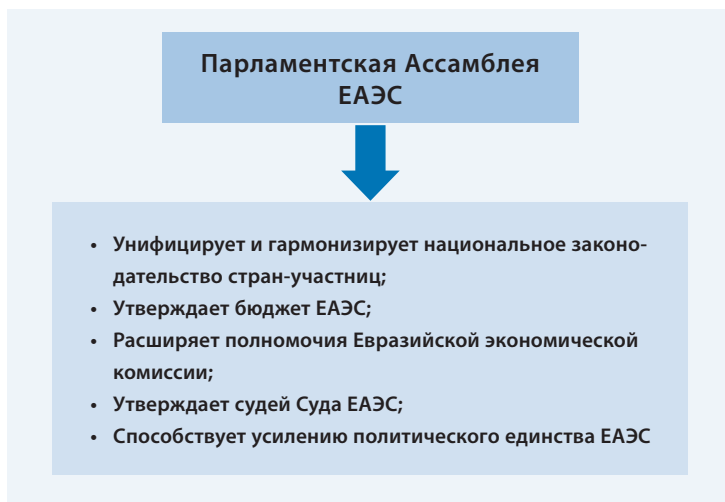 Парламентская Ассамблея
ЕАЭС
• Унифицирует и гармонизирует национальное законо-
дательство стран-участниц;
• Утверждает бюджет ЕАЭС;
• Расширяет полномочия Евразийской экономической
комиссии;
• Утверждает судей Суда ЕАЭС;
• Способствует усилению политического единства ЕАЭС